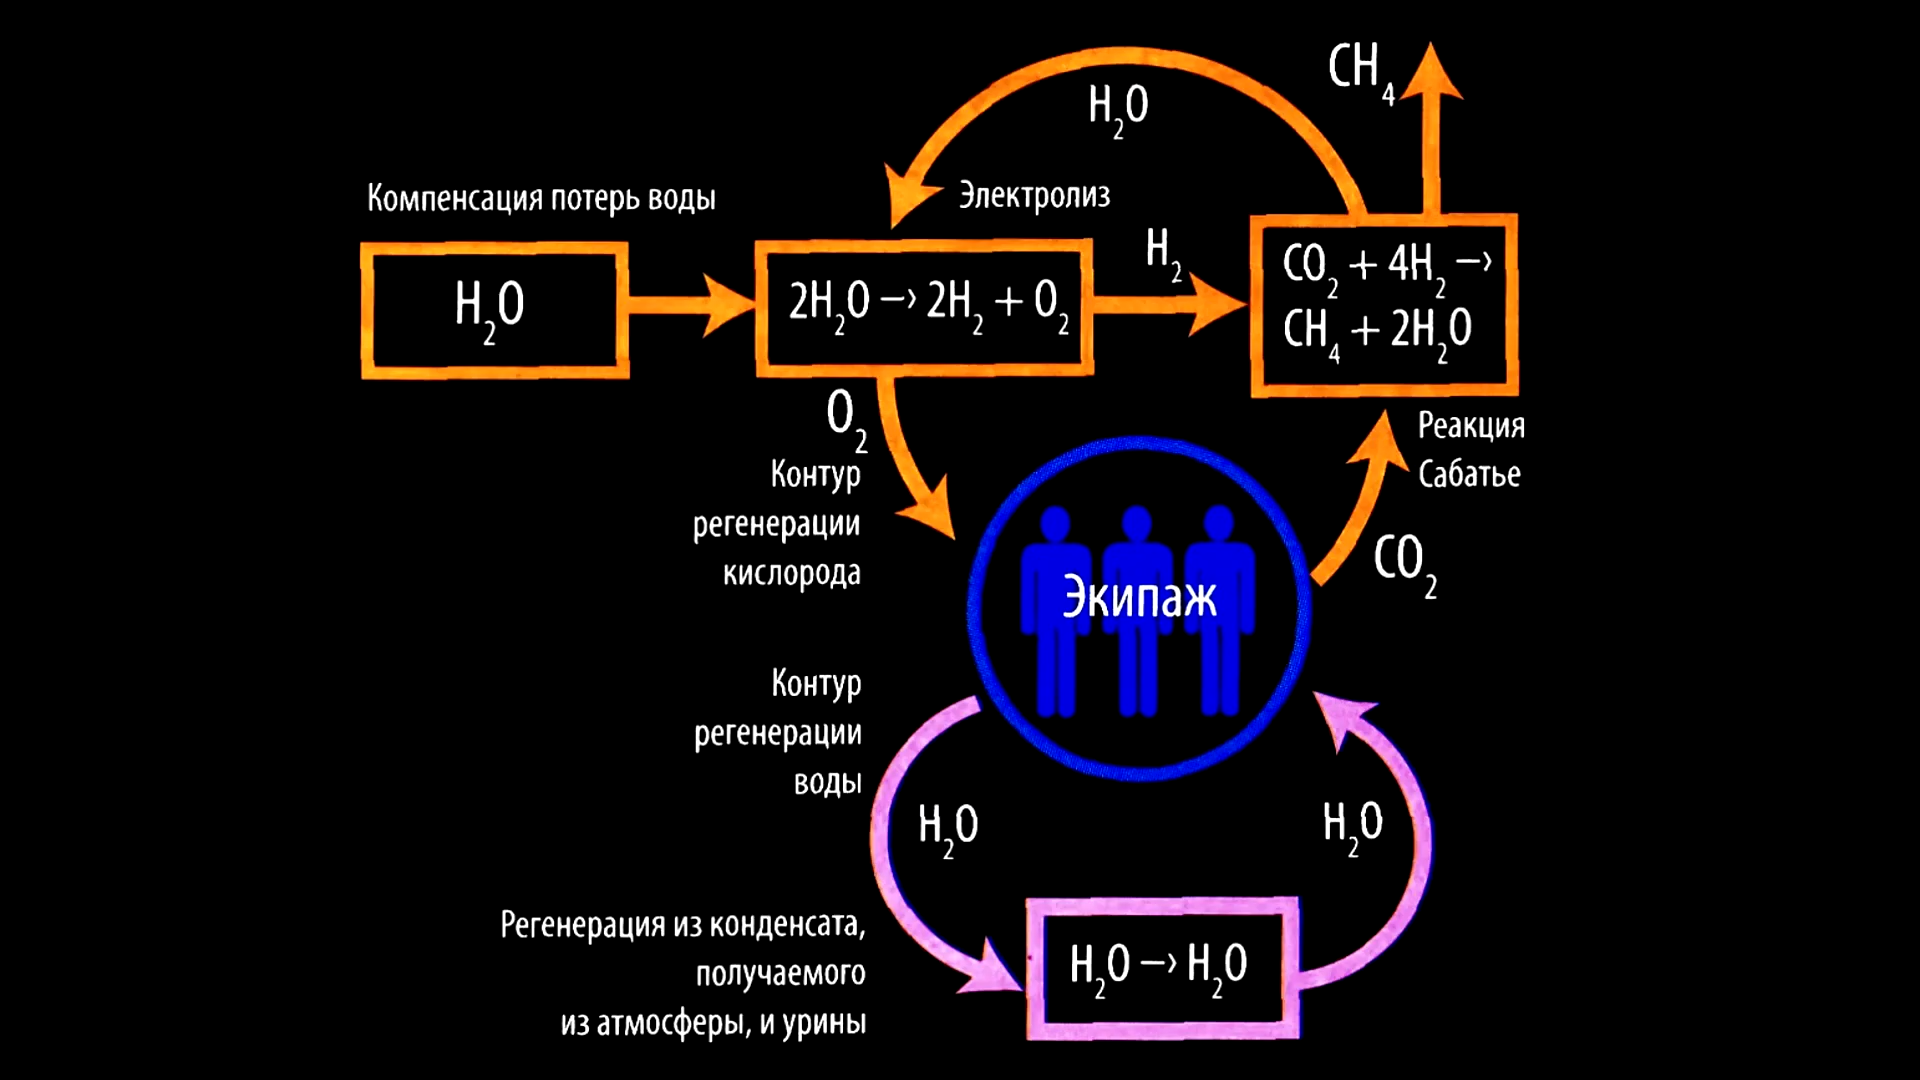 CH₄
H₂O
Компенсация потерь воды
Электролиз
H₂O
2H₂O → 2H₂ + O₂
H₂
CO₂ + 4H₂ →
CH₄ + 2H₂O
O₂
Реакция
Сабатье
Контур
регенерации
кислорода
CO₂
Экипаж
Контур
регенерации
воды
H₂O
H₂O
Регенерация из конденсата,
получаемого
из атмосферы, и урины
H₂O → H₂O